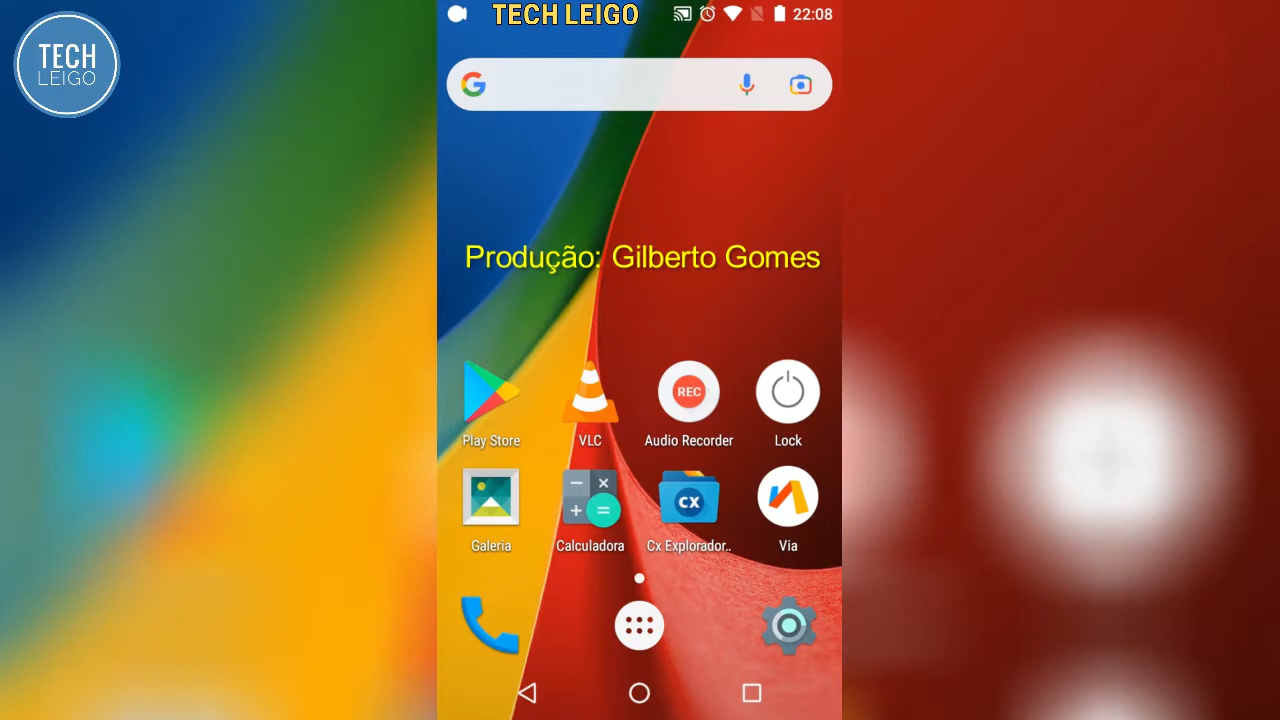 TECH LEIGO
22:08
TECH
LEIGO
Produção: Gilberto Gomes
REC
Play Store
VLC
Audio Recorder
Lock
CX
Galeria
Calculadora
Cx Explorador..
Via